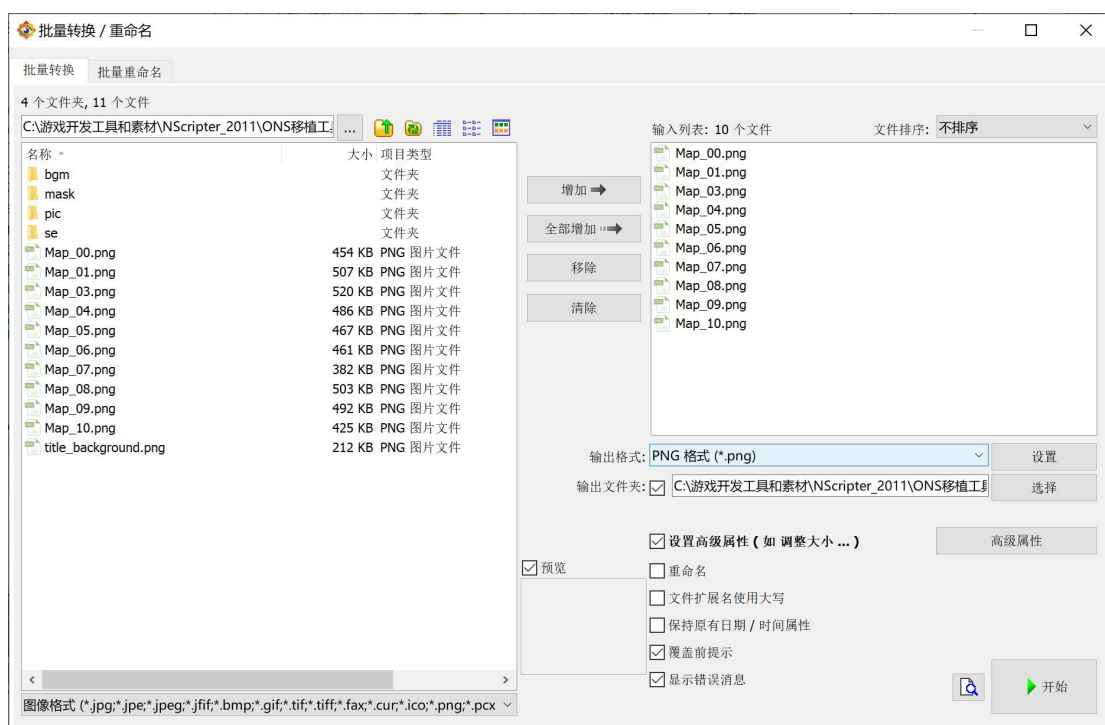 批量转换 / 重命名
批量转换 批量重命名
4 个文件夹, 11 个文件
C:\游戏开发工具和素材\NScripter_2011\ONS移植工 ...
名称 大小 项目类型
bgm 文件夹
mask 文件夹
pic 文件夹
se 文件夹
Map_00.png 454 KB PNG 图片文件
Map_01.png 507 KB PNG 图片文件
Map_03.png 520 KB PNG 图片文件
Map_04.png 486 KB PNG 图片文件
Map_05.png 467 KB PNG 图片文件
Map_06.png 461 KB PNG 图片文件
Map_07.png 382 KB PNG 图片文件
Map_08.png 503 KB PNG 图片文件
Map_09.png 492 KB PNG 图片文件
Map_10.png 425 KB PNG 图片文件
title_background.png 212 KB PNG 图片文件
图像格式 (*.jpg;*.jpe;*.jpeg;*.jfif;*.bmp;*.gif;*.tif;*.tiff;*.fax;*.cur;*.ico;*.png;*.pcx
增加
全部增加
移除
清除
预览
输入列表: 10 个文件 文件排序: 不排序
Map_00.png
Map_01.png
Map_03.png
Map_04.png
Map_05.png
Map_06.png
Map_07.png
Map_08.png
Map_09.png
Map_10.png
输出格式: PNG 格式 (*.png) 设置
输出文件夹: C:\游戏开发工具和素材\NScripter_2011\ONS移植工 选择
设置高级属性 ( 如 调整大小 ... ) 高级属性
重命名
文件扩展名使用大写
保持原有日期 / 时间属性
覆盖前提示
显示错误消息
开始